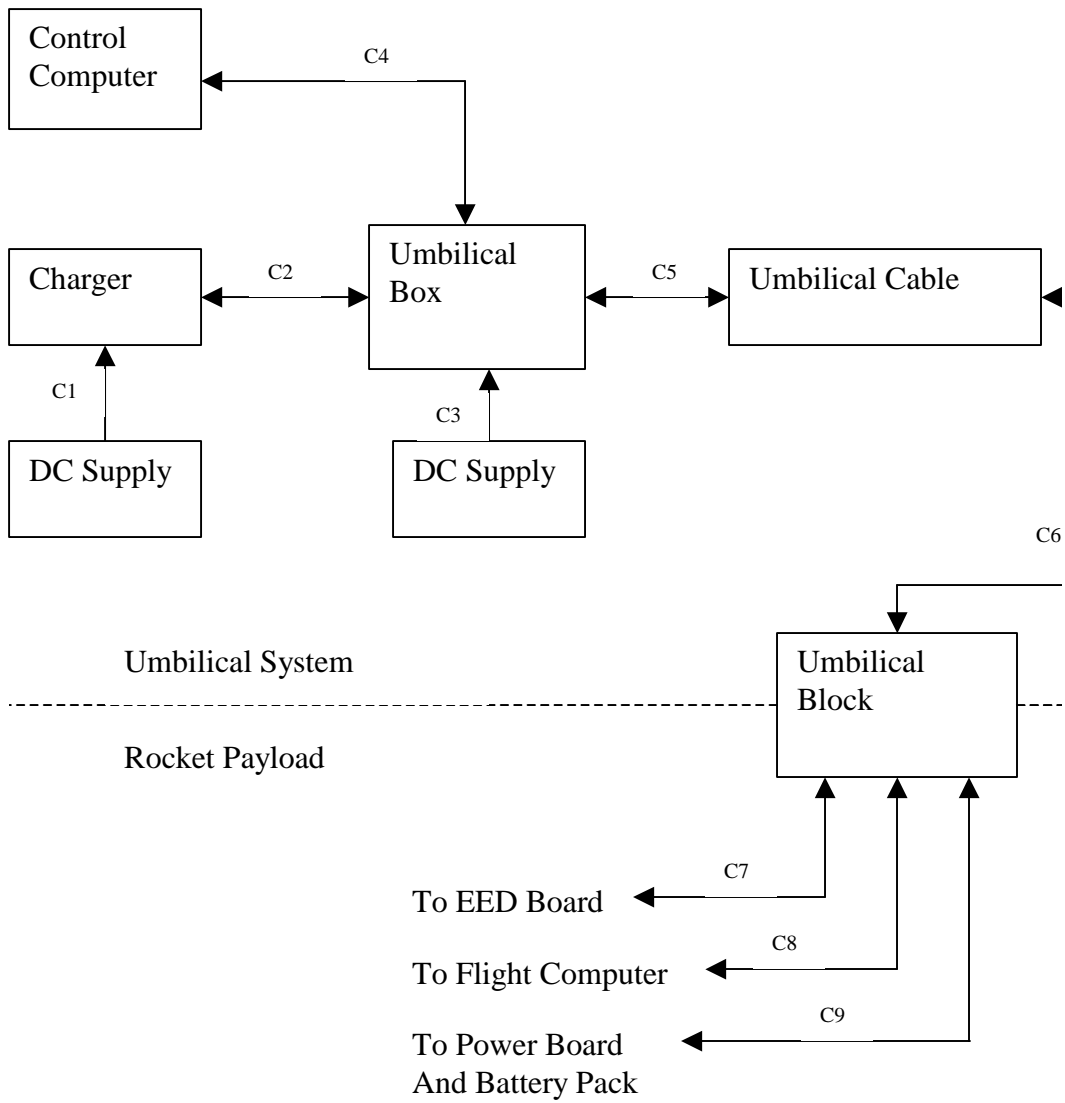 Control
Computer
C4
Charger
C2
Umbilical
Box
C5
Umbilical Cable
C1
C3
DC Supply
DC Supply
C6
Umbilical System
Umbilical
Block
Rocket Payload
C7
To EED Board
C8
To Flight Computer
C9
To Power Board
And Battery Pack